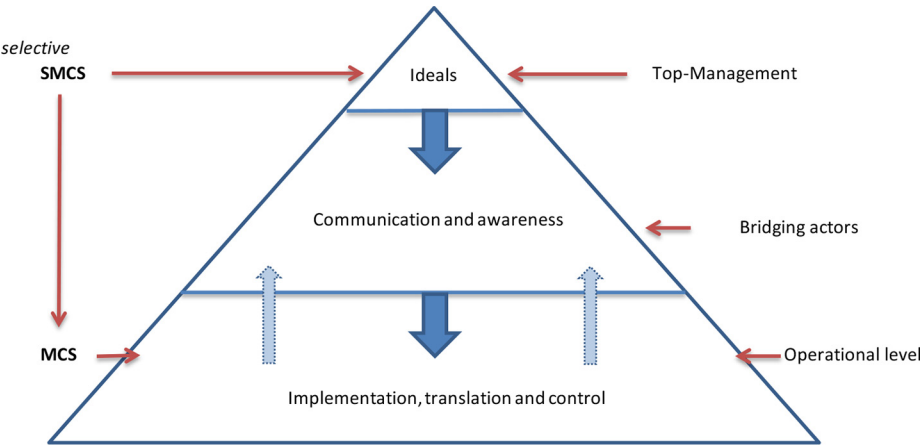 selective
SMCS
Ideals
Top-Management
Communication and awareness
Bridging actors
MCS
Operational level
Implementation, translation and control